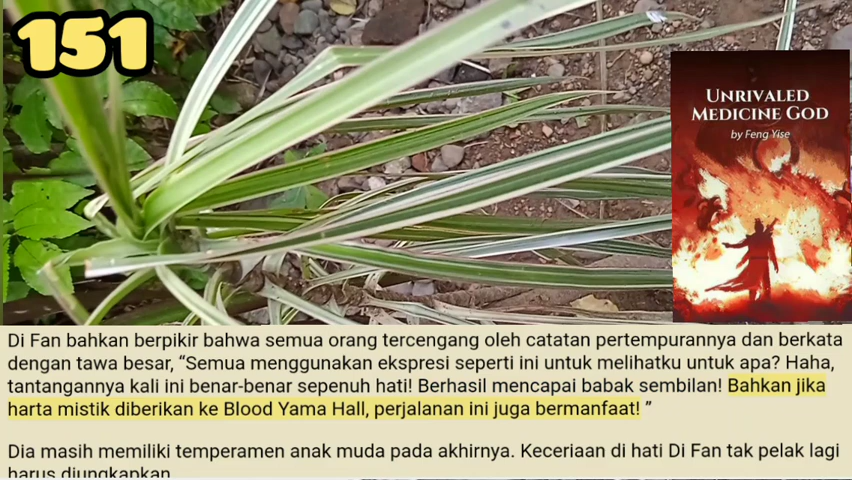 151
UNRIVALED
MEDICINE GOD
by Feng Yise
Di Fan bahkan berpikir bahwa semua orang tercengang oleh catatan pertempurannya dan berkata
dengan tawa besar, “Semua menggunakan ekspresi seperti ini untuk melihatku untuk apa? Haha,
tantangannya kali ini benar-benar sepenuh hati! Berhasil mencapai babak sembilan! Bahkan jika
harta mistik diberikan ke Blood Yama Hall, perjalanan ini juga bermanfaat! ”
Dia masih memiliki temperamen anak muda pada akhirnya. Keceriaan di hati Di Fan tak pelak lagi
harus diungkapkan